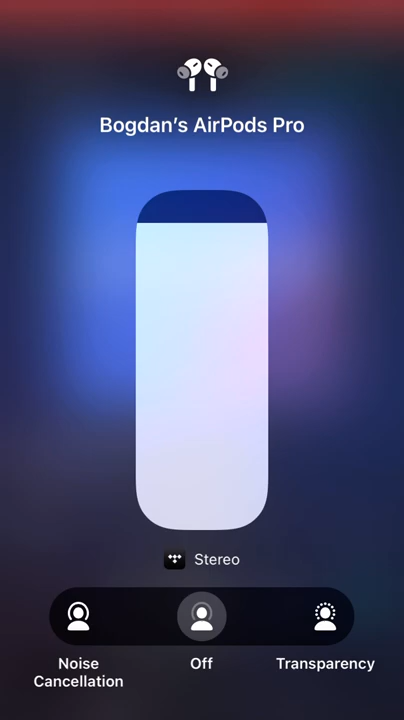 Bogdan’s AirPods Pro
Stereo
Noise
Cancellation
Off
Transparency